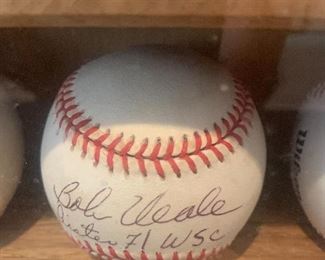 Bob Veale
Pirates 71 WSC